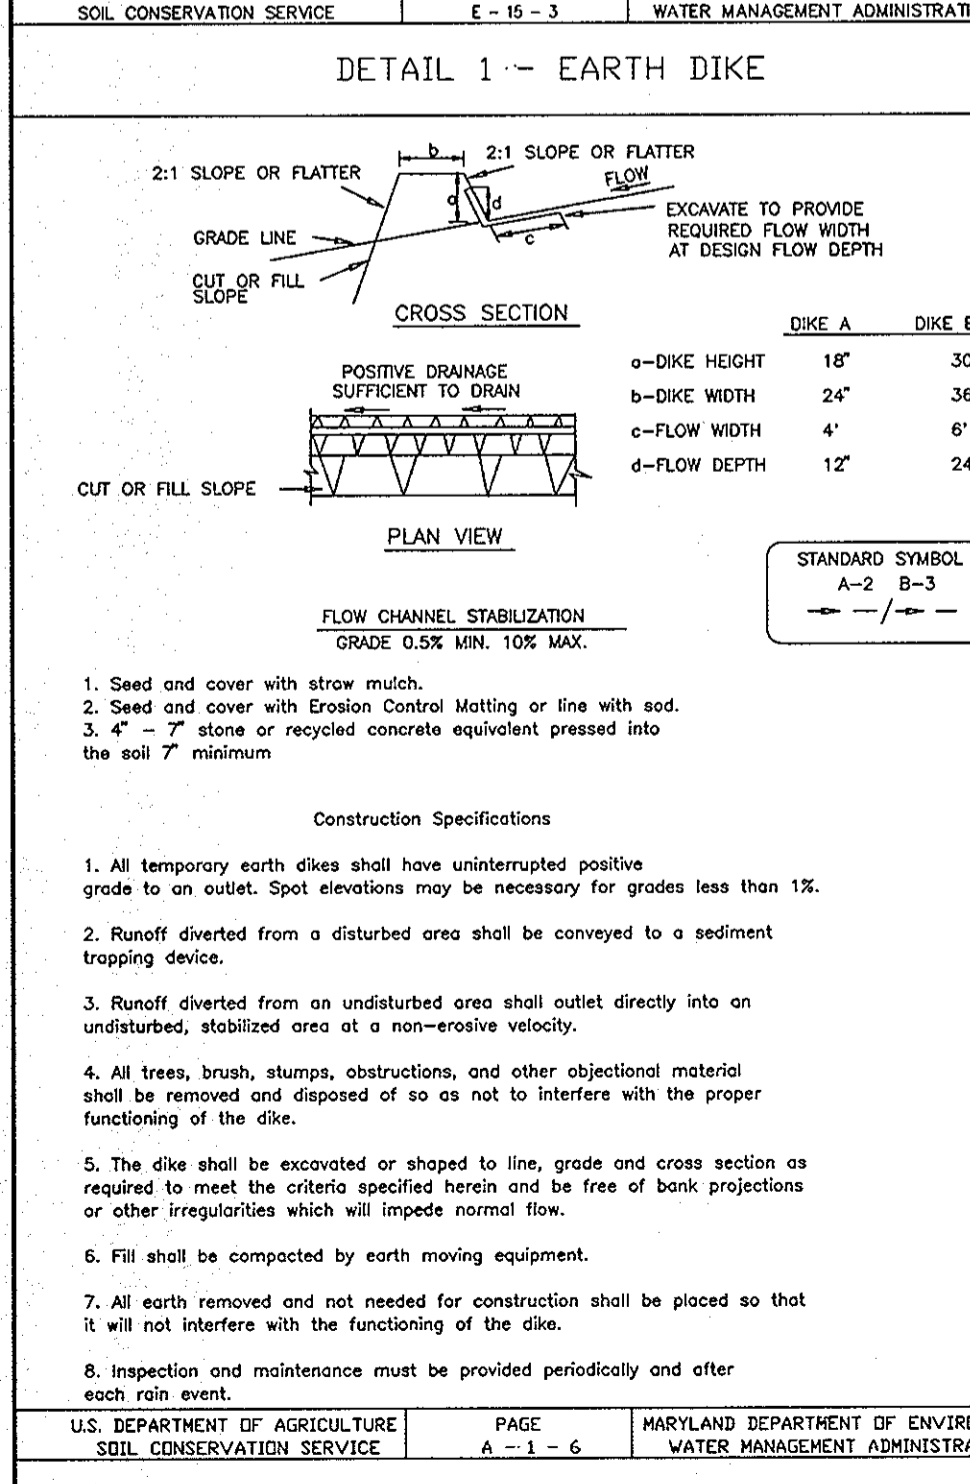 SOIL CONSERVATION SERVICE E - 15 - 3 WATER MANAGEMENT ADMINISTRATI
DETAIL 1 - EARTH DIKE
b 2:1 SLOPE OR FLATTER
2:1 SLOPE OR FLATTER
FLOW
a d
EXCAVATE TO PROVIDE
REQUIRED FLOW WIDTH
AT DESIGN FLOW DEPTH
GRADE LINE
c
CUT OR FILL
SLOPE
CROSS SECTION
DIKE A DIKE B
a-DIKE HEIGHT 18" 30
b-DIKE WIDTH 24" 36
c-FLOW WIDTH 4' 6'
d-FLOW DEPTH 12" 24
POSITIVE DRAINAGE
SUFFICIENT TO DRAIN
CUT OR FILL SLOPE
PLAN VIEW
STANDARD SYMBOL
A-2 B-3
FLOW CHANNEL STABILIZATION
GRADE 0.5% MIN. 10% MAX.
1. Seed and cover with straw mulch.
2. Seed and cover with Erosion Control Matting or line with sod.
3. 4" - 7" stone or recycled concrete equivalent pressed into
the soil 7" minimum
Construction Specifications
1. All temporary earth dikes shall have uninterrupted positive
grade to an outlet. Spot elevations may be necessary for grades less than 1%.
2. Runoff diverted from a disturbed area shall be conveyed to a sediment
trapping device.
3. Runoff diverted from an undisturbed area shall outlet directly into an
undisturbed, stabilized area at a non-erosive velocity.
4. All trees, brush, stumps, obstructions, and other objectional material
shall be removed and disposed of so as not to interfere with the proper
functioning of the dike.
5. The dike shall be excavated or shaped to line, grade and cross section as
required to meet the criteria specified herein and be free of bank projections
or other irregularities which will impede normal flow.
6. Fill shall be compacted by earth moving equipment.
7. All earth removed and not needed for construction shall be placed so that
it will not interfere with the functioning of the dike.
8. Inspection and maintenance must be provided periodically and after
each rain event.
U.S. DEPARTMENT OF AGRICULTURE PAGE MARYLAND DEPARTMENT OF ENVIR
SOIL CONSERVATION SERVICE A - 1 - 6 WATER MANAGEMENT ADMINISTRA